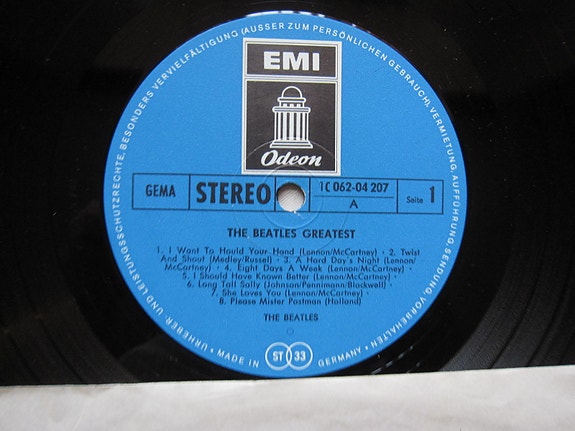 URHEBER- UND LEISTUNGSSCHUTZRECHTE, BESONDERS VERVIELFÄLTIGUNG (AUSSER ZUM PERSÖNLICHEN GEBRAUCH), VERMIETUNG, AUFFÜHRUNG, SENDUNG VORBEHALTEN •
EMI
Odeon
GEMA
STEREO
1C 062-04 207
A
Seite 1
THE BEATLES GREATEST
1. I Want To Hould Your Hand (Lennon/McCartney) · 2. Twist
And Shout (Medley/Russel) · 3. A Hard Day's Night (Lennon/
McCartney) · 4. Eight Days A Week (Lennon/McCartney) ·
5. I Should Have Known Better (Lennon/McCartney) ·
6. Long Tall Sally (Johnson/Pennimann/Blockwell) ·
7. She Loves You (Lennon/McCartney) ·
8. Please Mister Postman (Holland)
THE BEATLES
• MADE IN GERMANY •
ST 33